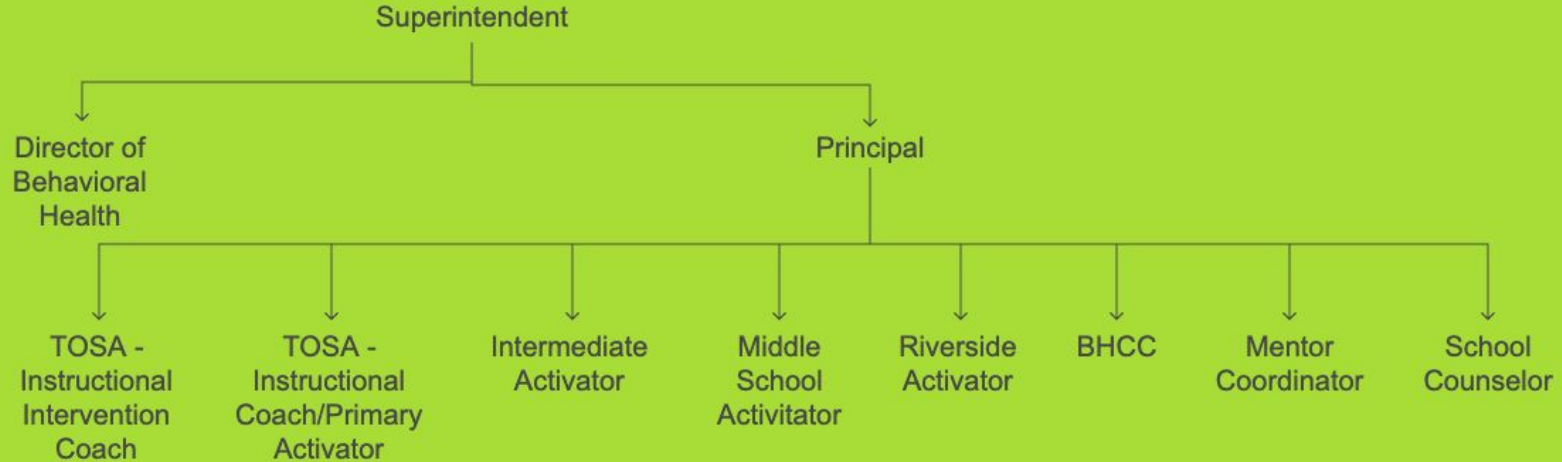 Superintendent
Director of
Behavioral
Health
Principal
TOSA -
Instructional
Intervention
Coach
TOSA -
Instructional
Coach/Primary
Activator
Intermediate
Activator
Middle
School
Activitator
Riverside
Activator
BHCC
Mentor
Coordinator
School
Counselor